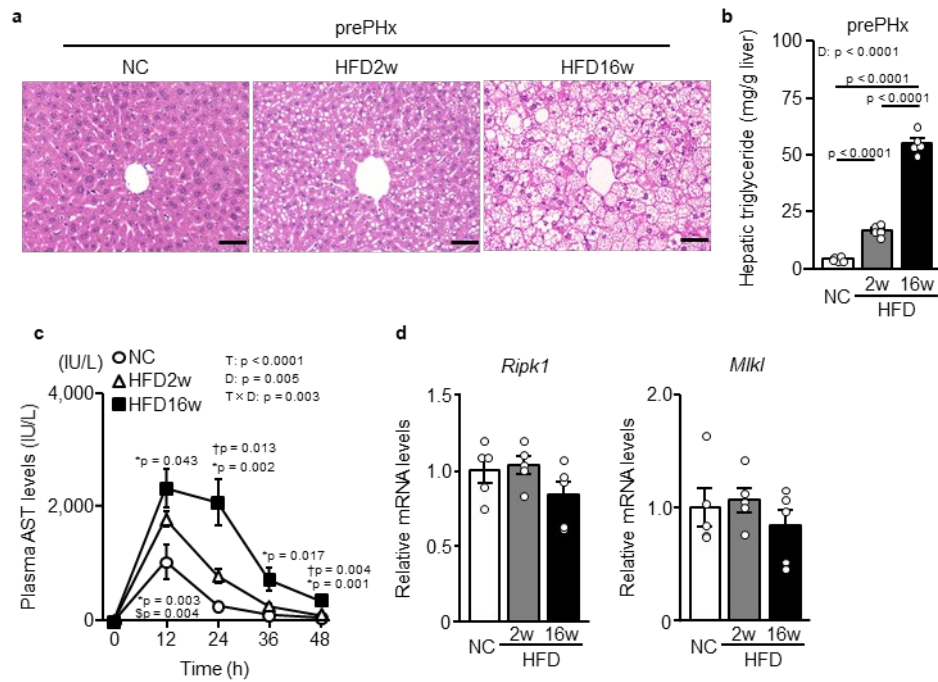 a
prePHx
NC
HFD2w
HFD16w
b
prePHx
Hepatic triglyceride (mg/g liver)
100
75
50
25
0
D: p < 0.0001
p < 0.0001
p < 0.0001
p < 0.0001
NC
2w
16w
HFD
c
(IU/L)
Plasma AST levels (IU/L)
4,000
2,000
0
NC
HFD2w
HFD16w
T: p < 0.0001
D: p = 0.005
T × D: p = 0.003
*p = 0.043
†p = 0.013
*p = 0.002
*p = 0.017
†p = 0.004
*p = 0.001
*p = 0.003
$p = 0.004
0
12
24
36
48
Time (h)
d
Ripk1
Relative mRNA levels
1.5
1.0
0.5
0
NC
2w
16w
HFD
Mlkl
Relative mRNA levels
2.0
1.0
0
NC
2w
16w
HFD